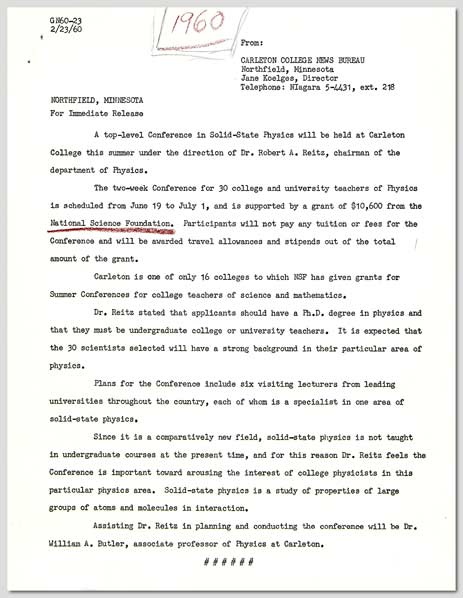 GN60-23
2/23/60
1960
From:
CARLETON COLLEGE NEWS BUREAU
Northfield, Minnesota
Jane Koelges, Director
Telephone: NIagara 5-4431, ext. 218
NORTHFIELD, MINNESOTA
For Immediate Release
A top-level Conference in Solid-State Physics will be held at Carleton
College this summer under the direction of Dr. Robert A. Reitz, chairman of the
department of Physics.
The two-week Conference for 30 college and university teachers of Physics
is scheduled from June 19 to July 1, and is supported by a grant of $10,600 from the
National Science Foundation. Participants will not pay any tuition or fees for the
Conference and will be awarded travel allowances and stipends out of the total
amount of the grant.
Carleton is one of only 16 colleges to which NSF has given grants for
Summer Conferences for college teachers of science and mathematics.
Dr. Reitz stated that applicants should have a Ph.D. degree in physics and
that they must be undergraduate college or university teachers. It is expected that
the 30 scientists selected will have a strong background in their particular area of
physics.
Plans for the Conference include six visiting lecturers from leading
universities throughout the country, each of whom is a specialist in one area of
solid-state physics.
Since it is a comparatively new field, solid-state physics is not taught
in undergraduate courses at the present time, and for this reason Dr. Reitz feels the
Conference is important toward arousing the interest of college physicists in this
particular physics area. Solid-state physics is a study of properties of large
groups of atoms and molecules in interaction.
Assisting Dr. Reitz in planning and conducting the conference will be Dr.
William A. Butler, associate professor of Physics at Carleton.
# # # # # #